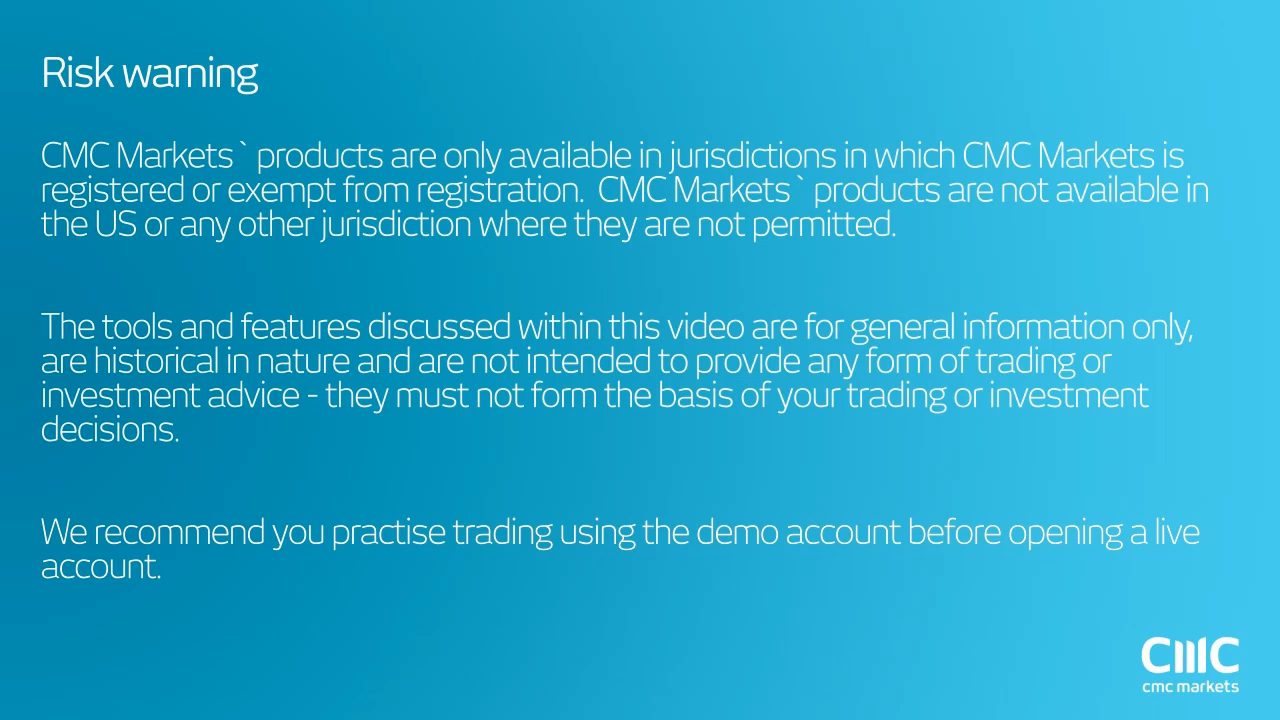 Risk warning
CMC Markets` products are only available in jurisdictions in which CMC Markets is
registered or exempt from registration.  CMC Markets` products are not available in
the US or any other jurisdiction where they are not permitted.
The tools and features discussed within this video are for general information only,
are historical in nature and are not intended to provide any form of trading or
investment advice - they must not form the basis of your trading or investment
decisions.
We recommend you practise trading using the demo account before opening a live
account.
CMC
cmc markets